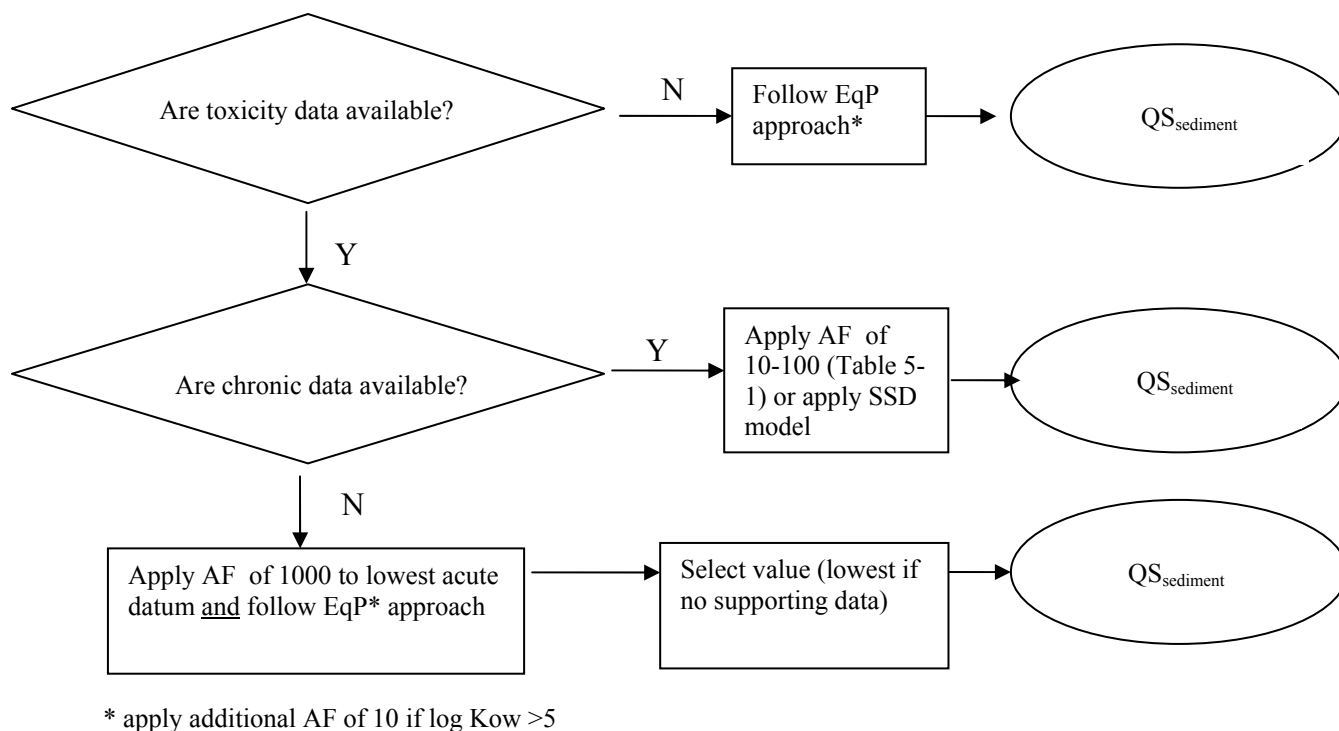 Are toxicity data available?
N
Follow EqP
approach*
QSsediment
Y
Are chronic data available?
Y
Apply AF of
10-100 (Table 5-
1) or apply SSD
model
QSsediment
N
Apply AF of 1000 to lowest acute
datum and follow EqP* approach
Select value (lowest if
no supporting data)
QSsediment
* apply additional AF of 10 if log Kow >5